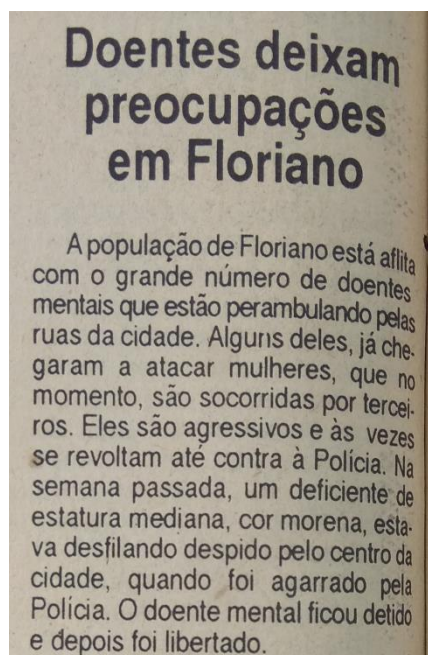 Doentes deixam
preocupações
em Floriano
A população de Floriano está aflita
com o grande número de doentes
mentais que estão perambulando pelas
ruas da cidade. Alguns deles, já che-
garam a atacar mulheres, que no
momento, são socorridas por tercei-
ros. Eles são agressivos e às vezes
se revoltam até contra à Polícia. Na
semana passada, um deficiente de
estatura mediana, cor morena, esta-
va desfilando despido pelo centro da
cidade, quando foi agarrado pela
Polícia. O doente mental ficou detido
e depois foi libertado.